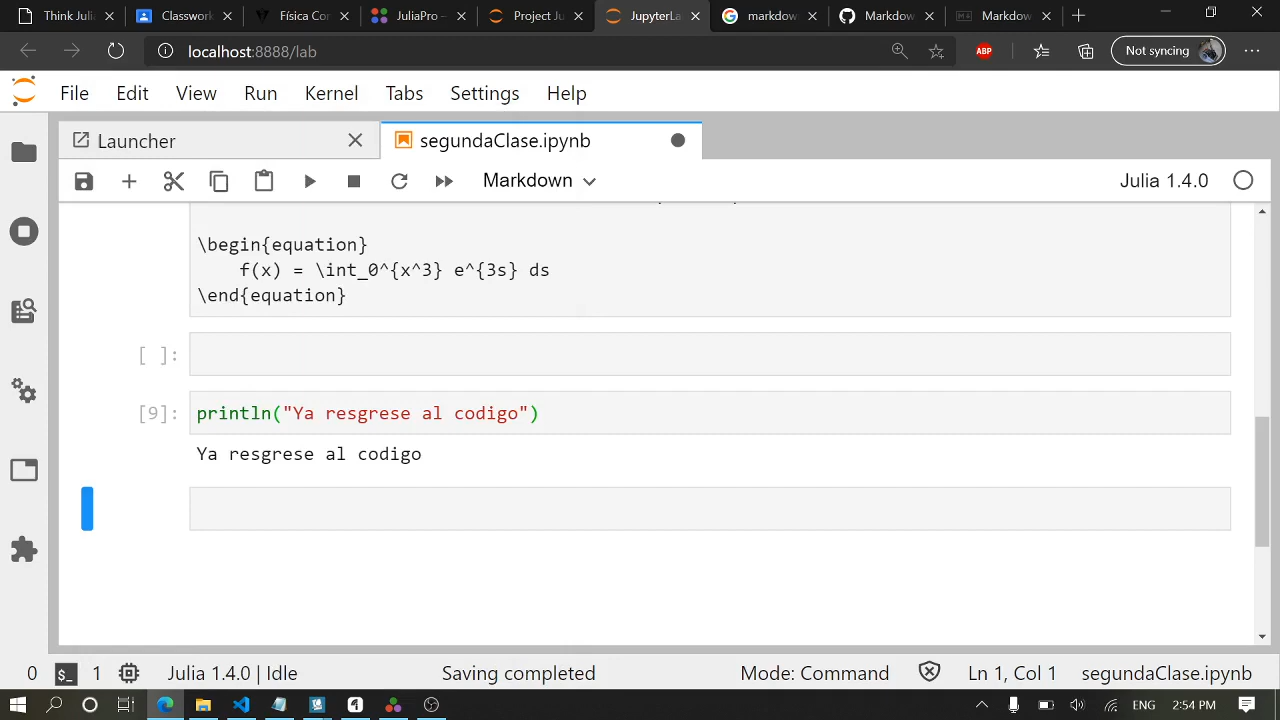 Think Julia
Classwork
Física Con
JuliaPro –
Project Ju
JupyterLa
markdow
Markdow
Markdow
localhost:8888/lab
ABP
Not syncing
File Edit View Run Kernel Tabs Settings Help
Launcher
segundaClase.ipynb
Markdown
Julia 1.4.0
\begin{equation}
f(x) = \int_0^{x^3} e^{3s} ds
\end{equation}
[ ]:
[9]: println("Ya resgrese al codigo")
Ya resgrese al codigo
0 $_ 1 Julia 1.4.0 | Idle Saving completed Mode: Command Ln 1, Col 1 segundaClase.ipynb
ENG 2:54 PM